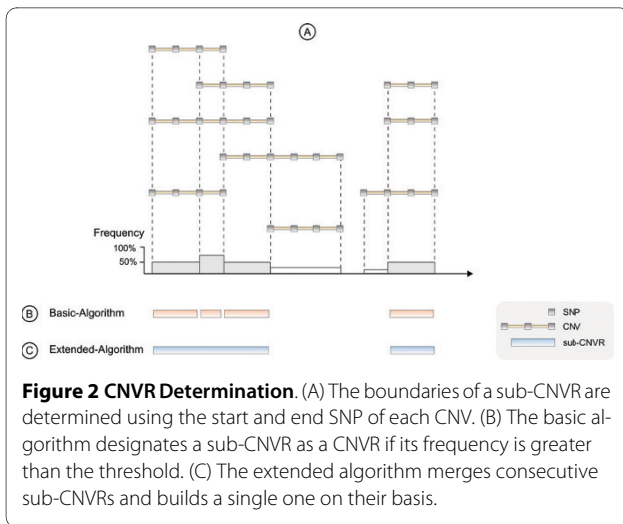 A
Frequency
100%
50%
B Basic-Algorithm
C Extended-Algorithm
SNP
CNV
sub-CNVR
Figure 2 CNVR Determination. (A) The boundaries of a sub-CNVR are
determined using the start and end SNP of each CNV. (B) The basic al-
gorithm designates a sub-CNVR as a CNVR if its frequency is greater
than the threshold. (C) The extended algorithm merges consecutive
sub-CNVRs and builds a single one on their basis.